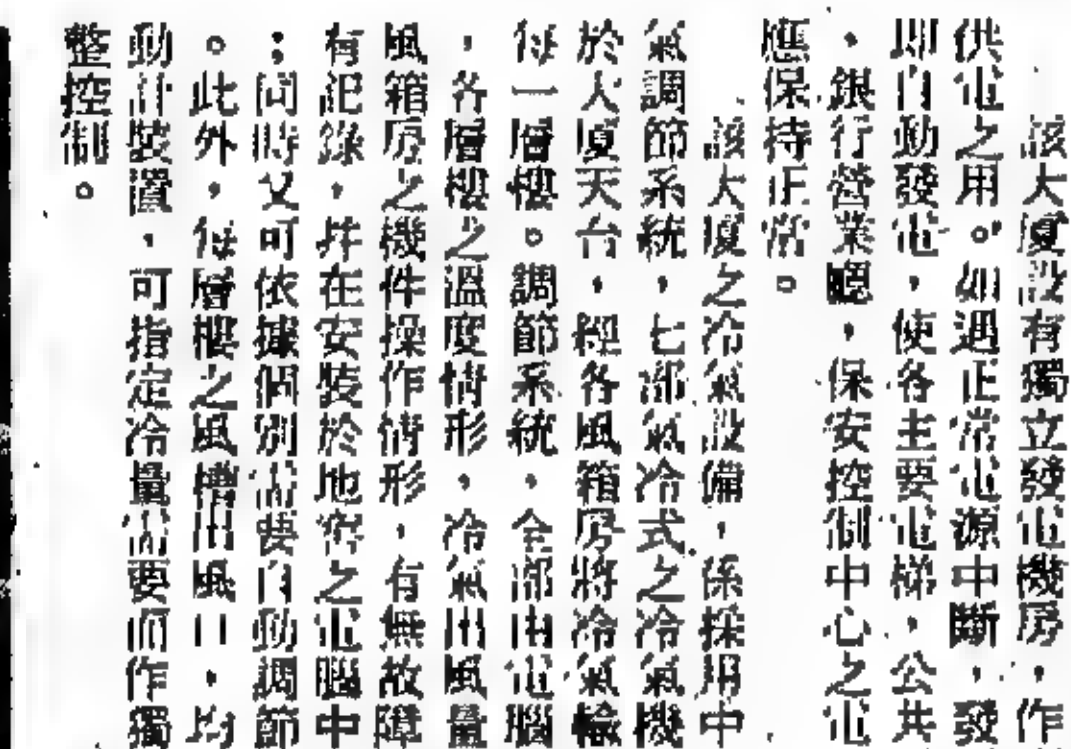 該大廈設有獨立發電機房，作
供電之用。如遇正常電源中斷，發
即自動發電，使各主要電梯，公共
，銀行營業廳，保安控制中心之電
應保持正常。
該大廈之冷氣設備，係採用中
氣調節系統，七部氣冷式之冷氣機
於大廈天台，經各風箱房將冷氣輸
每一層樓。調節系統，全部由電腦
，各層樓之溫度情形，冷氣出風量
風箱房之機件操作情形，有無故障
有記錄，幷在安裝於地窖之電腦中
；同時又可依據個別需要自動調節
。此外，每層樓之風槽出風口，均
動計裝置，可指定冷量需要而作獨
整控制。